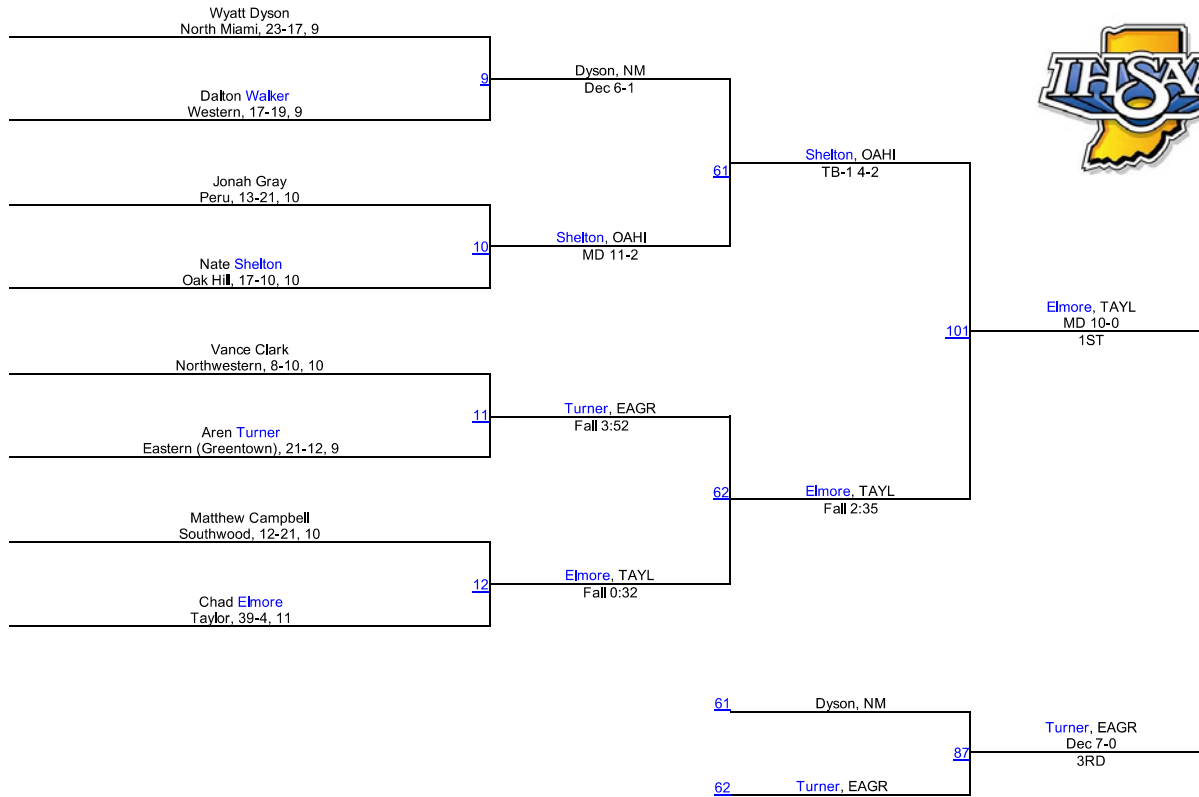 Wyatt Dyson
North Miami, 23-17, 9
9
Dalton Walker
Western, 17-19, 9
Dyson, NM
Dec 6-1
IHSAA
Jonah Gray
Peru, 13-21, 10
10
Nate Shelton
Oak Hill, 17-10, 10
Shelton, OAHI
MD 11-2
61
Shelton, OAHI
TB-1 4-2
Vance Clark
Northwestern, 8-10, 10
11
Aren Turner
Eastern (Greentown), 21-12, 9
Turner, EAGR
Fall 3:52
Matthew Campbell
Southwood, 12-21, 10
12
Chad Elmore
Taylor, 39-4, 11
Elmore, TAYL
Fall 0:32
62
Elmore, TAYL
Fall 2:35
101
Elmore, TAYL
MD 10-0
1ST
61
Dyson, NM
87
62
Turner, EAGR
Turner, EAGR
Dec 7-0
3RD